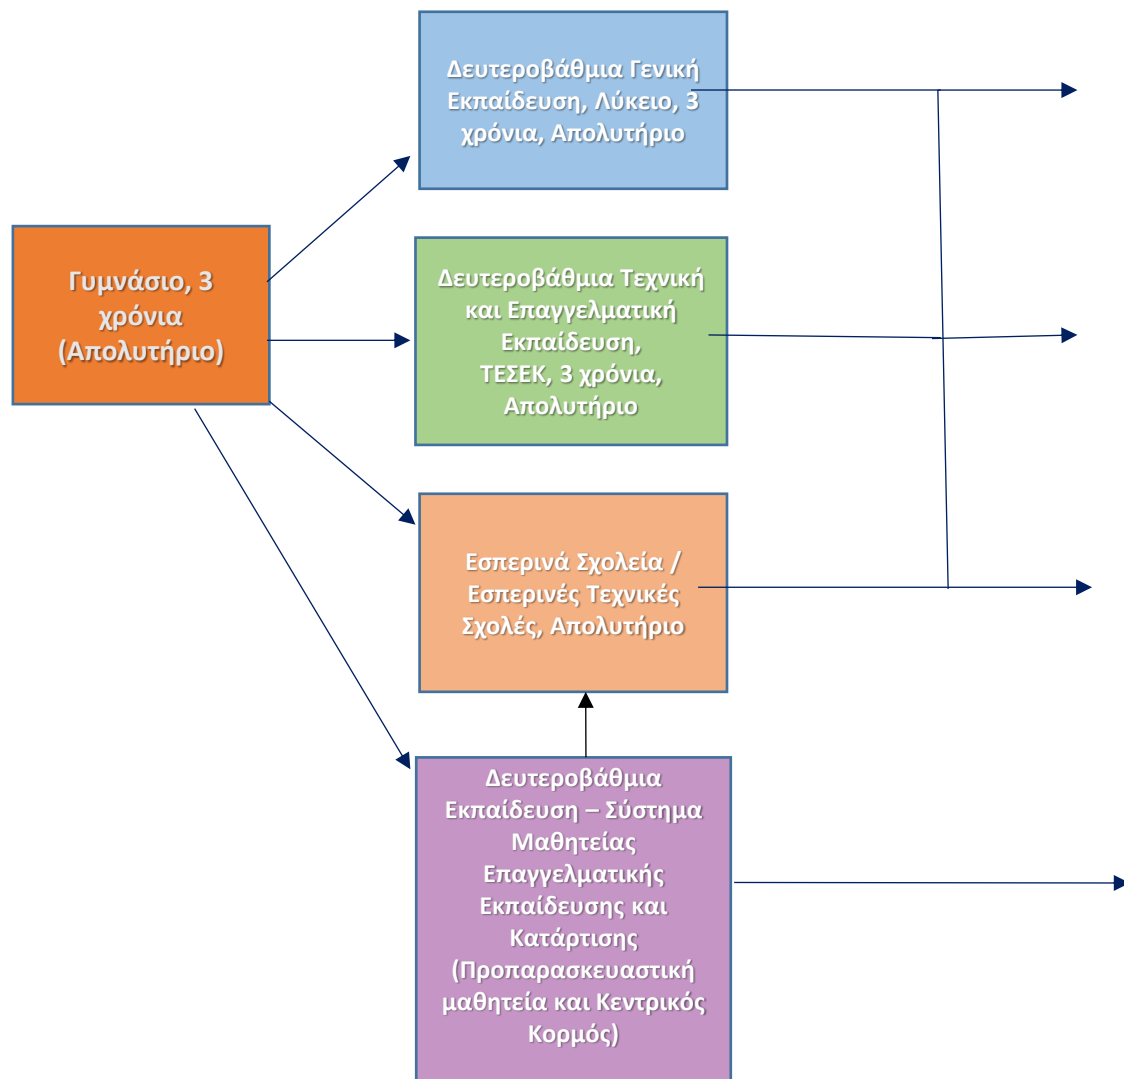 Δευτεροβάθμια Γενική
Εκπαίδευση, Λύκειο, 3
χρόνια, Απολυτήριο
Γυμνάσιο, 3
χρόνια
(Απολυτήριο)
Δευτεροβάθμια Τεχνική
και Επαγγελματική
Εκπαίδευση,
ΤΕΣΕΚ, 3 χρόνια,
Απολυτήριο
Εσπερινά Σχολεία /
Εσπερινές Τεχνικές
Σχολές, Απολυτήριο
Δευτεροβάθμια
Εκπαίδευση – Σύστημα
Μαθητείας
Επαγγελματικής
Εκπαίδευσης και
Κατάρτισης
(Προπαρασκευαστική
μαθητεία και Κεντρικός
Κορμός)